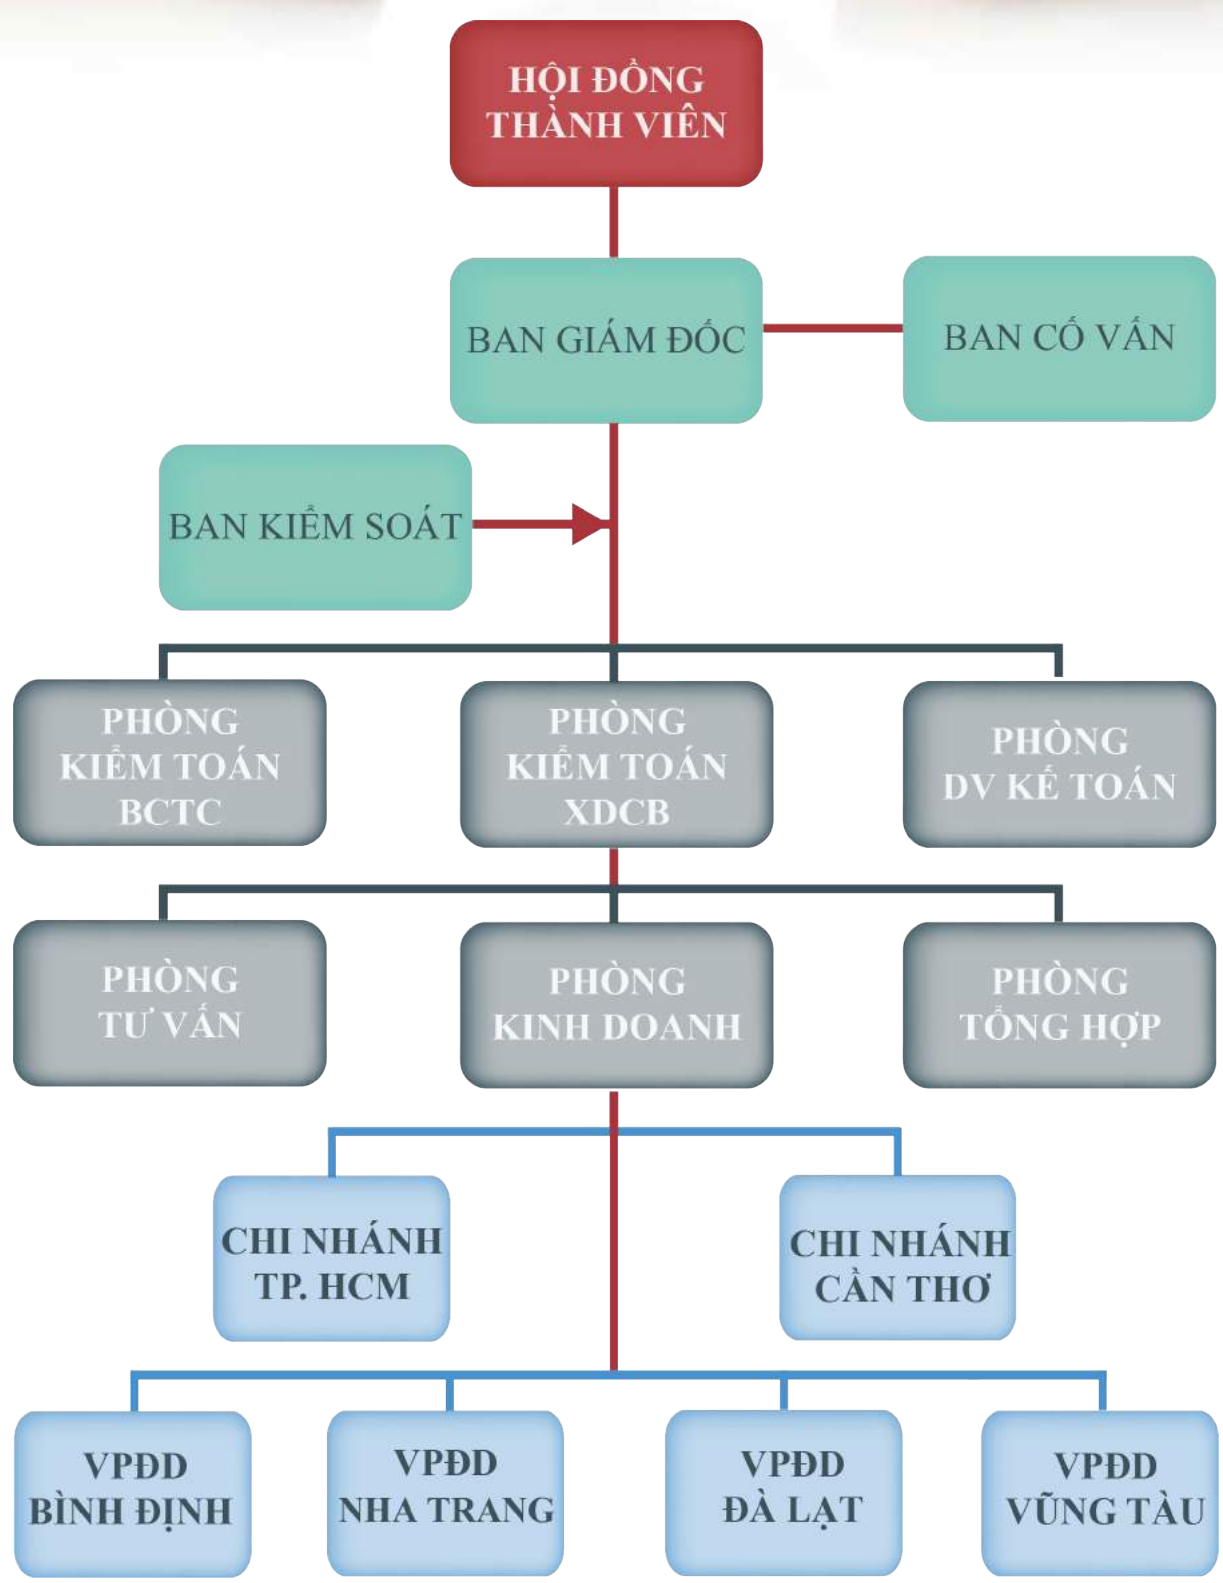 HỘI ĐỒNG
THÀNH VIÊN
BAN GIÁM ĐỐC
BAN CỐ VẤN
BAN KIỂM SOÁT
PHÒNG
KIỂM TOÁN
BCTC
PHÒNG
KIỂM TOÁN
XDCB
PHÒNG
DV KẾ TOÁN
PHÒNG
TƯ VẤN
PHÒNG
KINH DOANH
PHÒNG
TỔNG HỢP
CHI NHÁNH
TP. HCM
CHI NHÁNH
CẦN THƠ
VPĐD
BÌNH ĐỊNH
VPĐD
NHA TRANG
VPĐD
ĐÀ LẠT
VPĐD
VŨNG TÀU